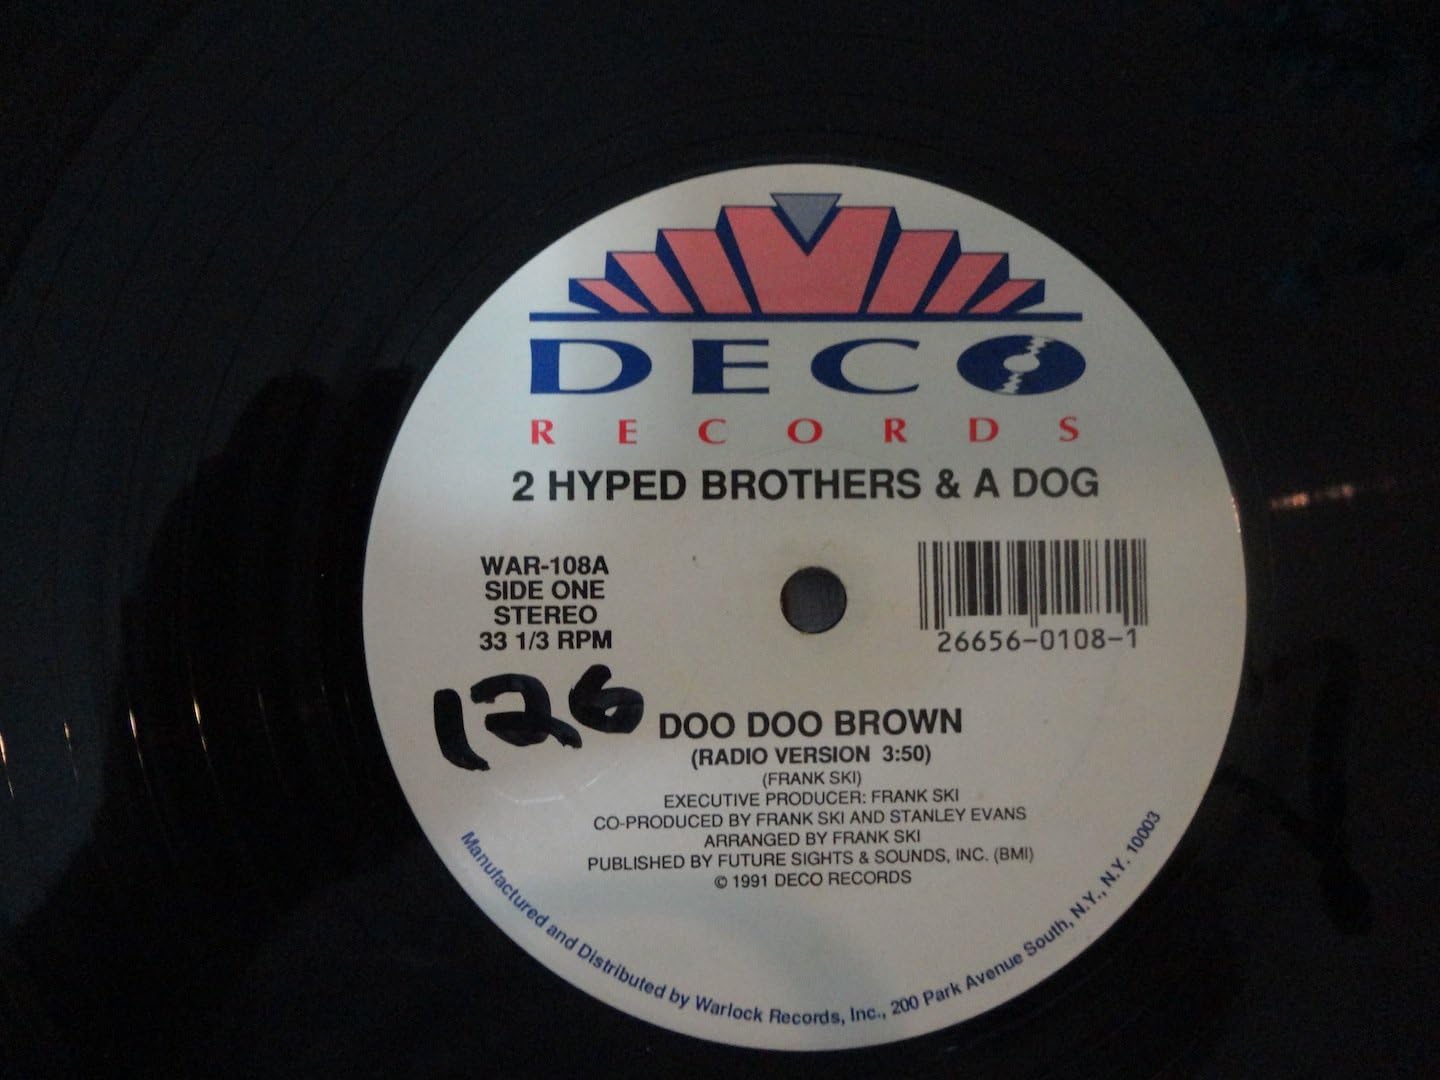 DECO
RECORDS
2 HYPED BROTHERS & A DOG
WAR-108A
SIDE ONE
STEREO
33 1/3 RPM
26656-0108-1
126
DOO DOO BROWN
(RADIO VERSION 3:50)
(FRANK SKI)
EXECUTIVE PRODUCER: FRANK SKI
CO-PRODUCED BY FRANK SKI AND STANLEY EVANS
ARRANGED BY FRANK SKI
PUBLISHED BY FUTURE SIGHTS & SOUNDS, INC. (BMI)
© 1991 DECO RECORDS
Manufactured and Distributed by Warlock Records, Inc., 200 Park Avenue South, N.Y., N.Y. 10003